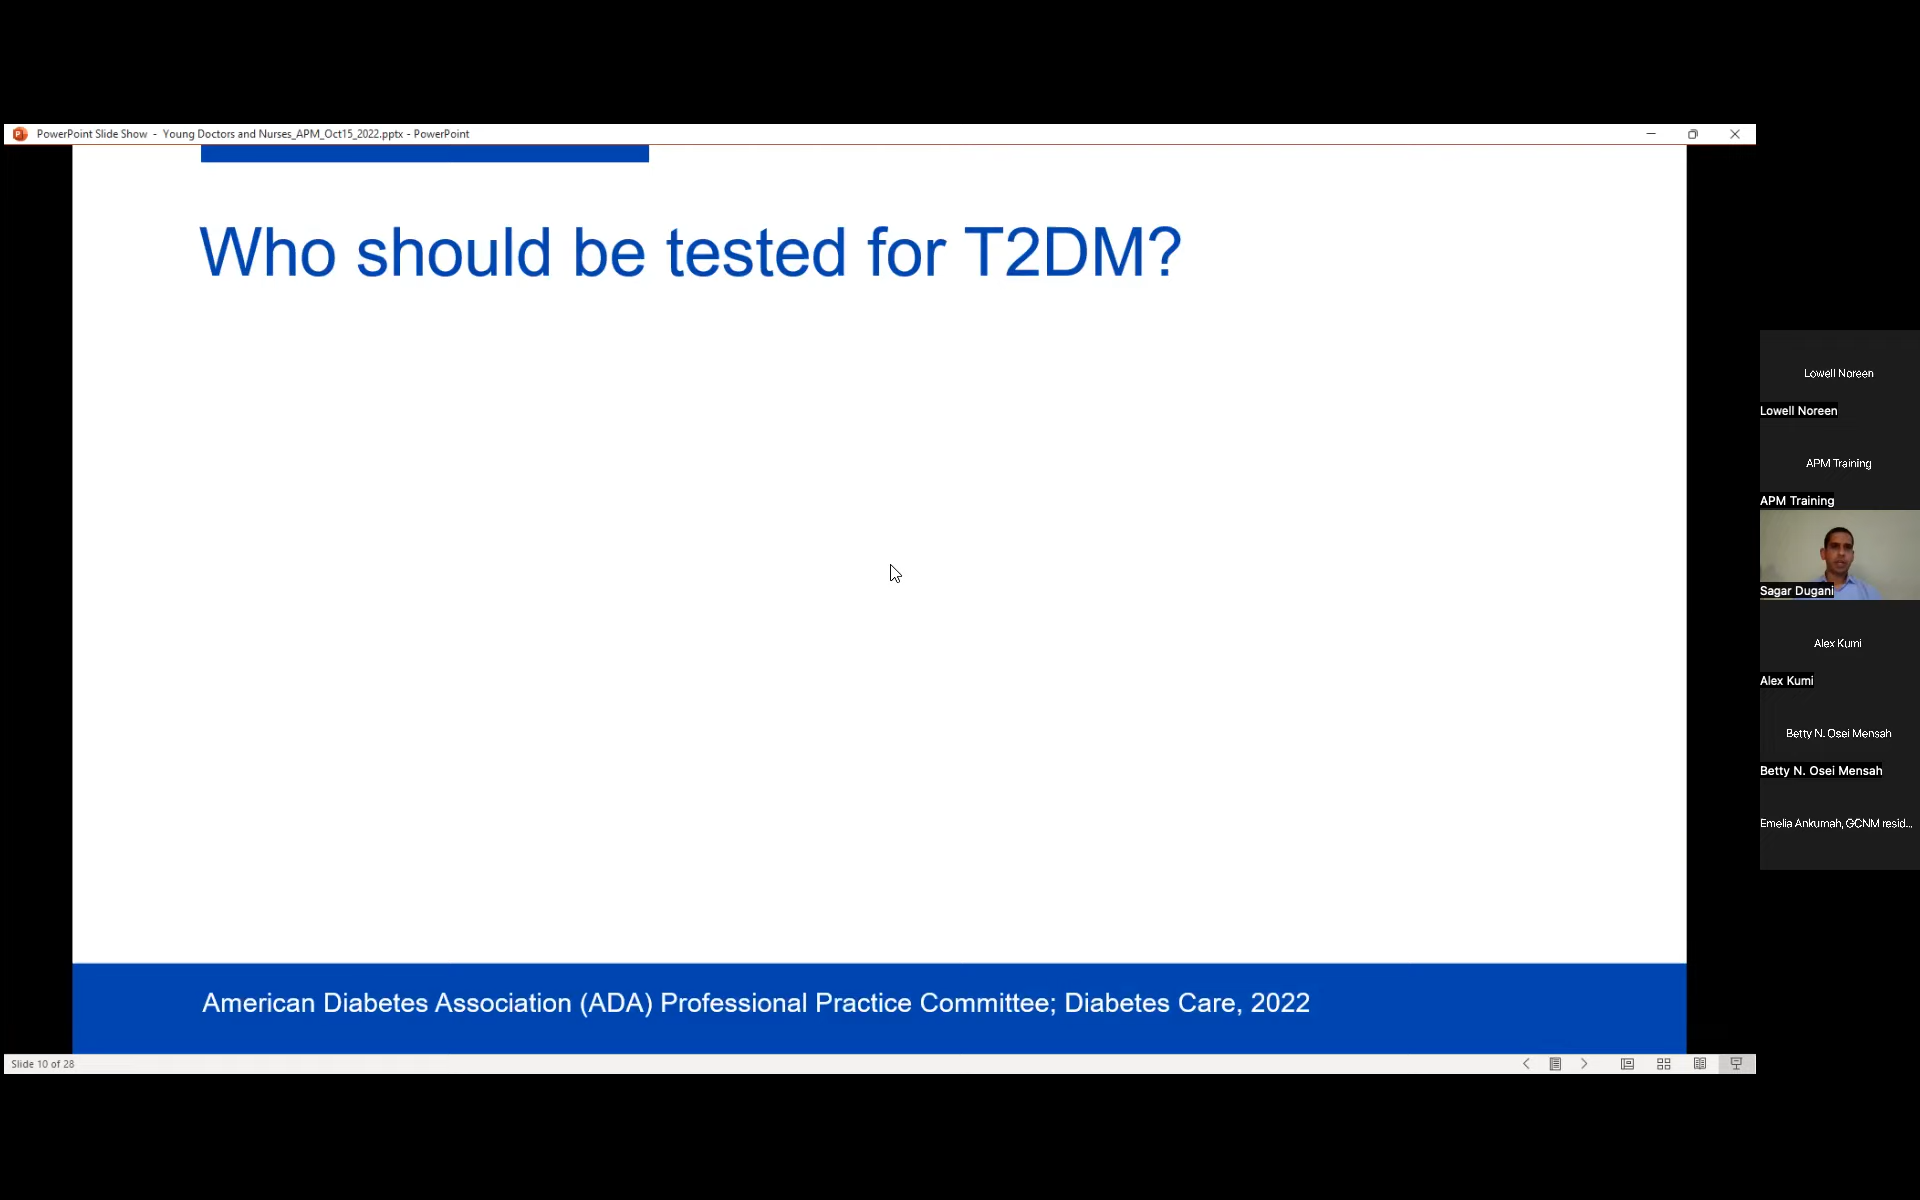 PowerPoint Slide Show - Young Doctors and Nurses_APM_Oct15_2022.pptx - PowerPoint
Who should be tested for T2DM?
American Diabetes Association (ADA) Professional Practice Committee; Diabetes Care, 2022
Slide 10 of 28
Lowell Noreen
Lowell Noreen
APM Training
APM Training
Sagar Dugani
Alex Kumi
Alex Kumi
Betty N. Osei Mensah
Betty N. Osei Mensah
Emelia Ankumah, GCNM resid...